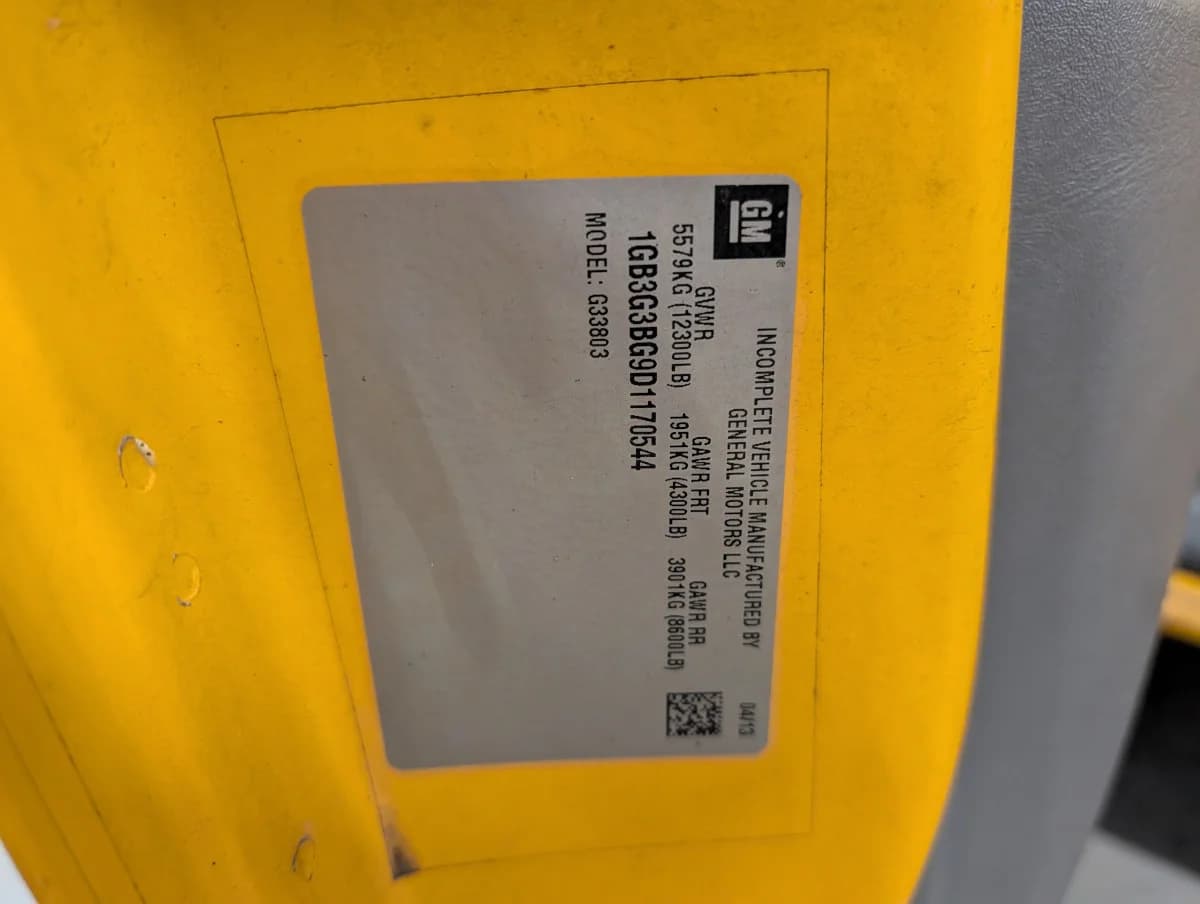 GM®
INCOMPLETE VEHICLE MANUFACTURED BY 04/13
GENERAL MOTORS LLC
GVWR GAWR FRT GAWR RR
5579KG (12300LB) 1951KG (4300LB) 3901KG (8600LB)
1GB3G3BG9D1170544
MODEL: G33803